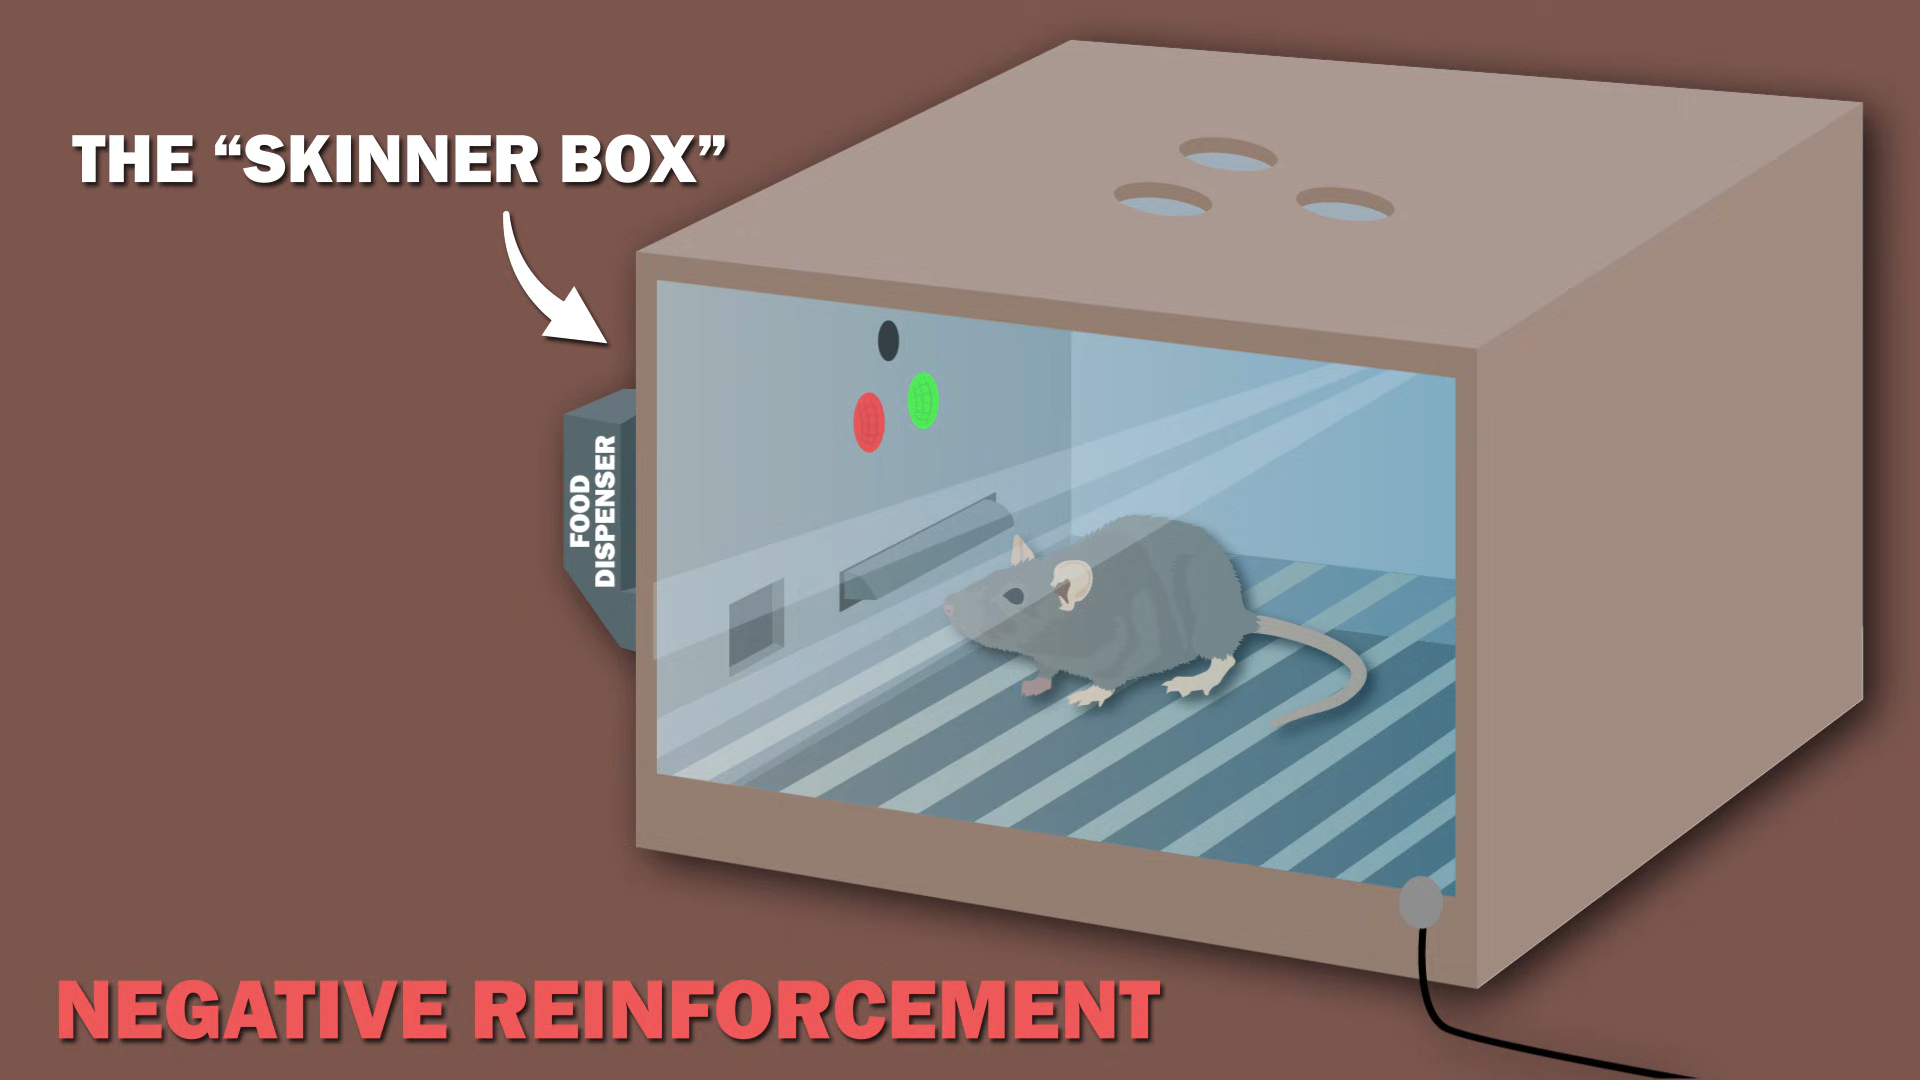 THE “SKINNER BOX”
FOOD
DISPENSER
NEGATIVE REINFORCEMENT